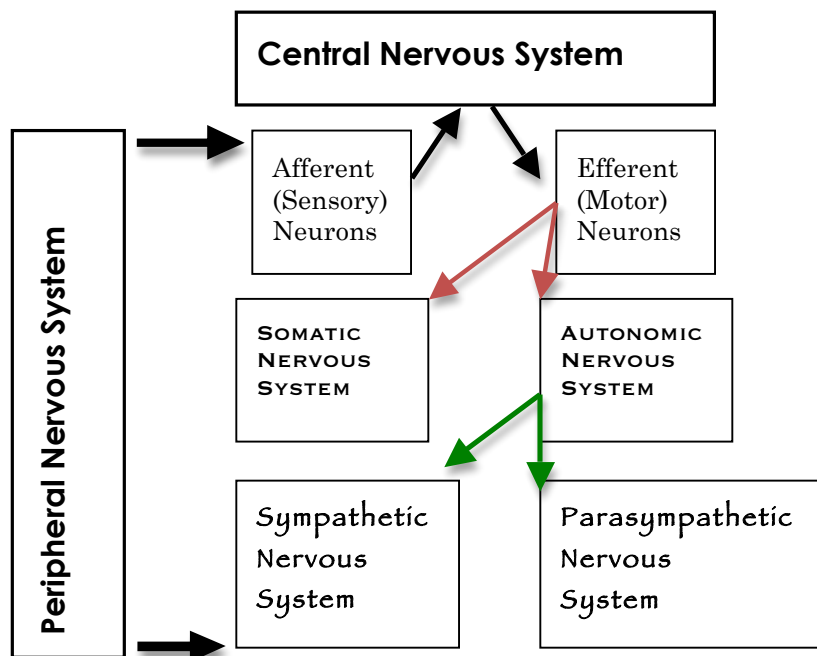 Central Nervous System
Peripheral Nervous System
Afferent
(Sensory)
Neurons
Efferent
(Motor)
Neurons
SOMATIC
NERVOUS
SYSTEM
AUTONOMIC
NERVOUS
SYSTEM
Sympathetic
Nervous
System
Parasympathetic
Nervous
System